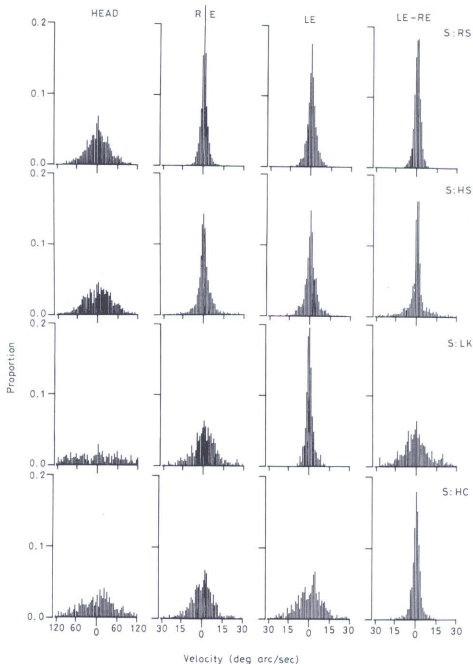 HEAD R E LE LE-RE
S:RS
0.2
0.1
0.0
S:HS
0.2
0.1
0.0
S:LK
0.2
0.1
0.0
S:HC
0.2
0.1
0.0
120 60 0 60 120 30 15 0 15 30 30 15 0 15 30 30 15 0 15 30
Proportion
Velocity (deg arc/sec)